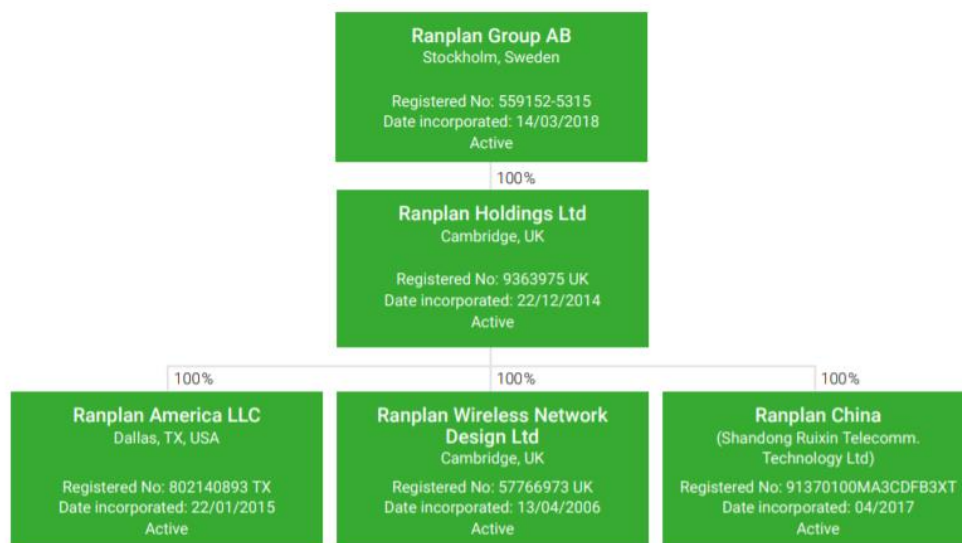 Ranplan Group AB
Stockholm, Sweden
Registered No: 559152-5315
Date incorporated: 14/03/2018
Active
100%
Ranplan Holdings Ltd
Cambridge, UK
Registered No: 9363975 UK
Date incorporated: 22/12/2014
Active
100%
Ranplan America LLC
Dallas, TX, USA
Registered No: 802140893 TX
Date incorporated: 22/01/2015
Active
100%
Ranplan Wireless Network
Design Ltd
Cambridge, UK
Registered No: 57766973 UK
Date incorporated: 13/04/2006
Active
100%
Ranplan China
(Shandong Ruixin Telecomm.
Technology Ltd)
Registered No: 91370100MA3CDFB3XT
Date incorporated: 04/2017
Active